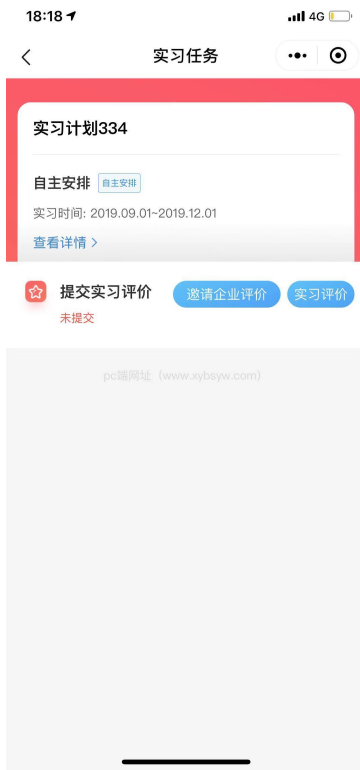 18:18 4G
实习任务
实习计划334
自主安排 自主安排
实习时间: 2019.09.01~2019.12.01
查看详情 >
提交实习评价 邀请企业评价 实习评价
未提交
pc端网址（www.xybsyw.com）